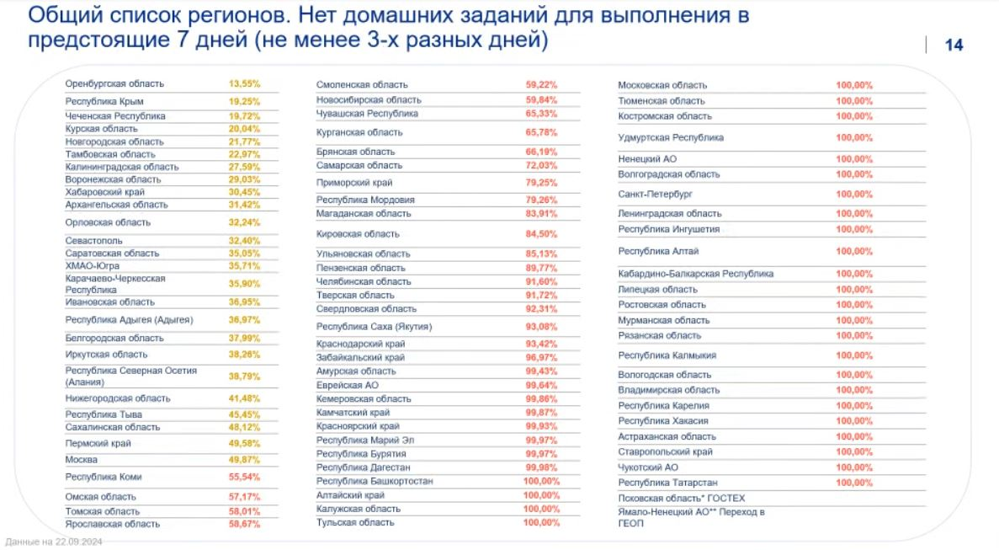 Общий список регионов. Нет домашних заданий для выполнения в
предстоящие 7 дней (не менее 3-х разных дней)
14
Оренбургская область 13,55%
Республика Крым 19,25%
Чеченская Республика 19,72%
Курская область 20,04%
Новгородская область 21,77%
Тамбовская область 22,97%
Калининградская область 27,59%
Воронежская область 29,03%
Хабаровский край 30,45%
Архангельская область 31,42%
Орловская область 32,24%
Севастополь 32,40%
Саратовская область 35,05%
ХМАО-Югра 35,71%
Карачаево-Черкесская
Республика 35,90%
Ивановская область 36,95%
Республика Адыгея (Адыгея) 36,97%
Белгородская область 37,99%
Иркутская область 38,26%
Республика Северная Осетия
(Алания) 38,79%
Нижегородская область 41,48%
Республика Тыва 45,45%
Сахалинская область 48,12%
Пермский край 49,58%
Москва 49,87%
Республика Коми 55,54%
Омская область 57,17%
Томская область 58,01%
Ярославская область 58,67%
Смоленская область 59,22%
Новосибирская область 59,84%
Чувашская Республика 65,33%
Курганская область 65,78%
Брянская область 66,19%
Самарская область 72,03%
Приморский край 79,25%
Республика Мордовия 79,26%
Магаданская область 83,91%
Кировская область 84,50%
Ульяновская область 85,13%
Пензенская область 89,77%
Челябинская область 91,60%
Тверская область 91,72%
Свердловская область 92,31%
Республика Саха (Якутия) 93,08%
Краснодарский край 93,42%
Забайкальский край 96,97%
Амурская область 99,43%
Еврейская АО 99,64%
Кемеровская область 99,86%
Камчатский край 99,87%
Красноярский край 99,93%
Республика Марий Эл 99,97%
Республика Бурятия 99,97%
Республика Дагестан 99,98%
Республика Башкортостан 100,00%
Алтайский край 100,00%
Калужская область 100,00%
Тульская область 100,00%
Московская область 100,00%
Тюменская область 100,00%
Костромская область 100,00%
Удмуртская Республика 100,00%
Ненецкий АО 100,00%
Волгоградская область 100,00%
Санкт-Петербург 100,00%
Ленинградская область 100,00%
Республика Ингушетия 100,00%
Республика Алтай 100,00%
Кабардино-Балкарская Республика 100,00%
Липецкая область 100,00%
Ростовская область 100,00%
Мурманская область 100,00%
Рязанская область 100,00%
Республика Калмыкия 100,00%
Вологодская область 100,00%
Владимирская область 100,00%
Республика Карелия 100,00%
Республика Хакасия 100,00%
Астраханская область 100,00%
Ставропольский край 100,00%
Чукотский АО 100,00%
Республика Татарстан 100,00%
Псковская область* ГОСТЕХ
Ямало-Ненецкий АО** Переход в
ГЕОП
Данные на 22.09.2024